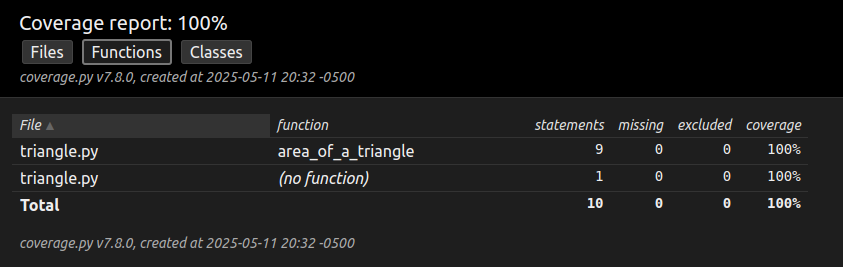 Coverage report: 100%
Files Functions Classes
coverage.py v7.8.0, created at 2025-05-11 20:32 -0500
File ▲ function statements missing excluded coverage
triangle.py area_of_a_triangle 9 0 0 100%
triangle.py (no function) 1 0 0 100%
Total 10 0 0 100%
coverage.py v7.8.0, created at 2025-05-11 20:32 -0500